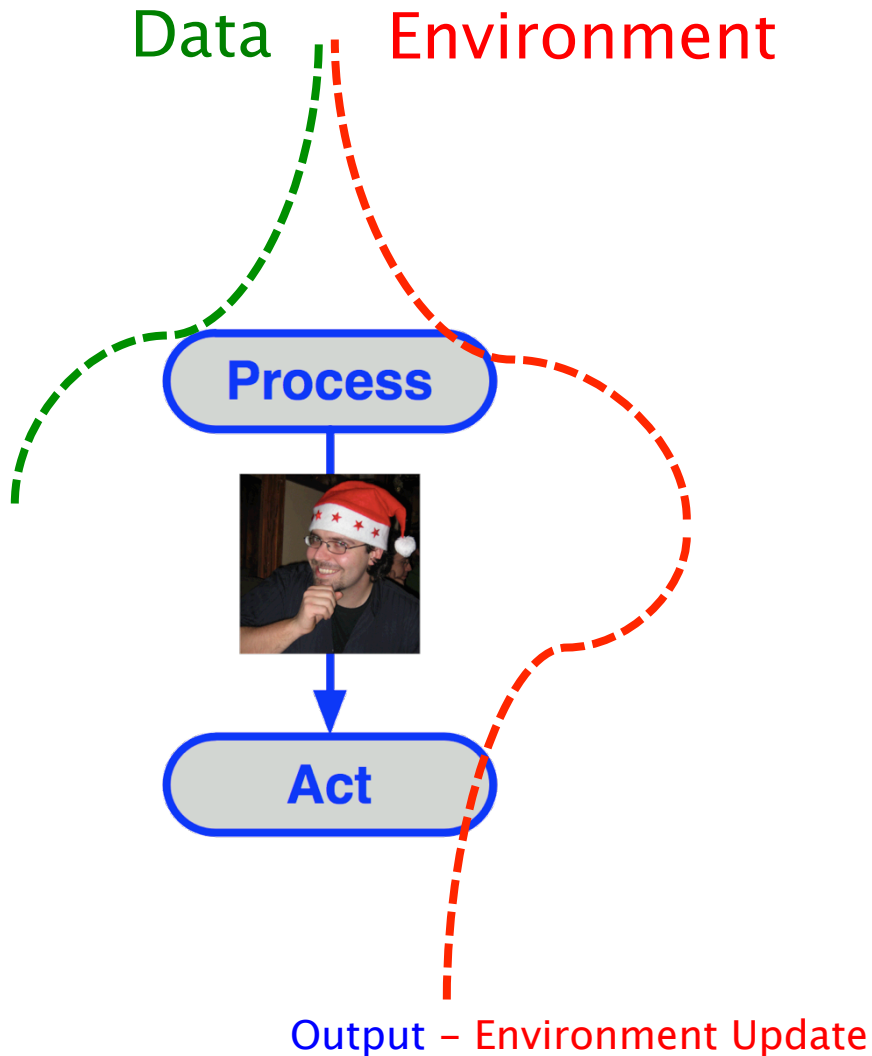 Data Environment
Process
Act
Output – Environment Update